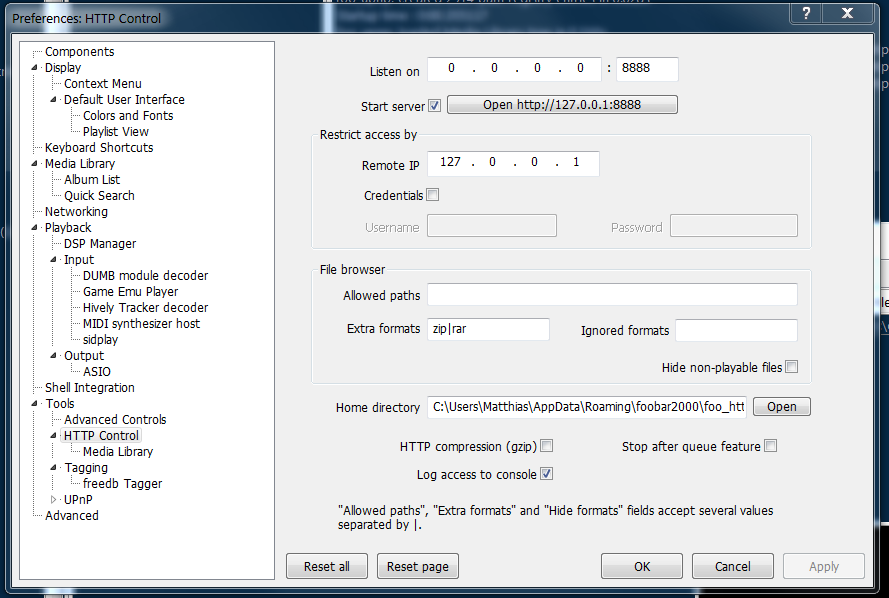 Preferences: HTTP Control
?
X
Components
Display
Context Menu
Default User Interface
Colors and Fonts
Playlist View
Keyboard Shortcuts
Media Library
Album List
Quick Search
Networking
Playback
DSP Manager
Input
DUMB module decoder
Game Emu Player
Hively Tracker decoder
MIDI synthesizer host
sidplay
Output
ASIO
Shell Integration
Tools
Advanced Controls
HTTP Control
Media Library
Tagging
freedb Tagger
UPnP
Advanced
Listen on 0 . 0 . 0 . 0 : 8888
Start server Open http://127.0.0.1:8888
Restrict access by
Remote IP 127 . 0 . 0 . 1
Credentials
Username Password
File browser
Allowed paths
Extra formats zip|rar Ignored formats
Hide non-playable files
Home directory C:\Users\Matthias\AppData\Roaming\foobar2000\foo_htt Open
HTTP compression (gzip) Stop after queue feature
Log access to console
"Allowed paths", "Extra formats" and "Hide formats" fields accept several values
separated by |.
Reset all Reset page OK Cancel Apply